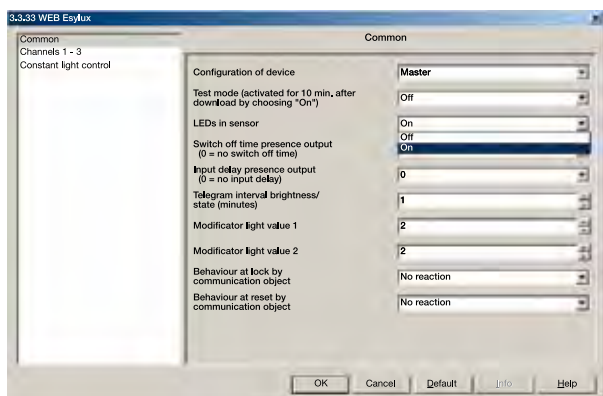 3.3.33 WEB Esylux
Common
Channels 1 - 3
Constant light control
Common
Configuration of device
Master
Test mode (activated for 10 min. after
download by choosing "On")
Off
LEDs in sensor
On
Off
On
Switch off time presence output
(0 = no switch off time)
Input delay presence output
(0 = no input delay)
0
Telegram interval brightness/
state (minutes)
1
Modificator light value 1
2
Modificator light value 2
2
Behaviour at lock by
communication object
No reaction
Behaviour at reset by
communication object
No reaction
OK
Cancel
Default
Info
Help